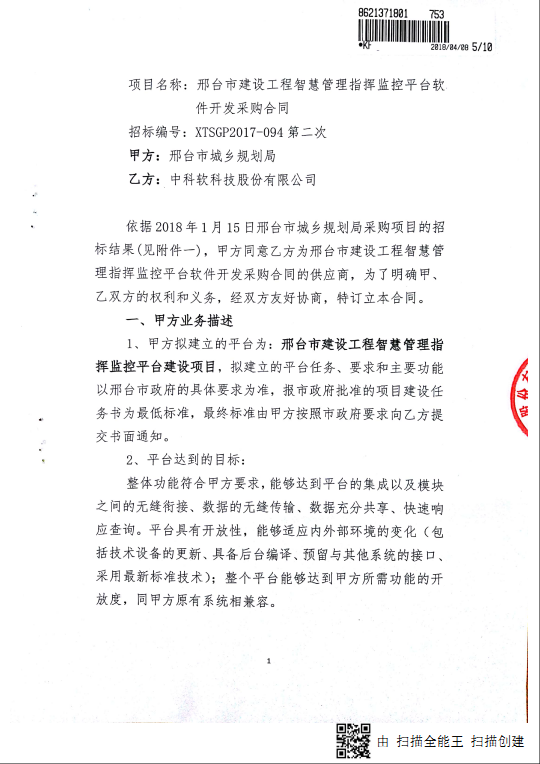 8621371801 753
2018/04/08 5/10
项目名称：邢台市建设工程智慧管理指挥监控平台软
件开发采购合同
招标编号：XTSGP2017-094 第二次
甲方：邢台市城乡规划局
乙方：中科软科技股份有限公司
依据 2018 年 1 月 15 日邢台市城乡规划局采购项目的招
标结果(见附件一)，甲方同意乙方为邢台市建设工程智慧管
理指挥监控平台软件开发采购合同的供应商，为了明确甲、
乙双方的权利和义务，经双方友好协商，特订立本合同。
一、甲方业务描述
1、甲方拟建立的平台为：邢台市建设工程智慧管理指
挥监控平台建设项目，拟建立的平台任务、要求和主要功能
以邢台市政府的具体要求为准，报市政府批准的项目建设任
务书为最低标准，最终标准由甲方按照市政府要求向乙方提
交书面通知。
2、平台达到的目标：
整体功能符合甲方要求，能够达到平台的集成以及模块
之间的无缝衔接、数据的无缝传输、数据充分共享、快速响
应查询。平台具有开放性，能够适应内外部环境的变化（包
括技术设备的更新、具备后台编译、预留与其他系统的接口、
采用最新标准技术）；整个平台能够达到甲方所需功能的开
放度，同甲方原有系统相兼容。
1
由 扫描全能王 扫描创建